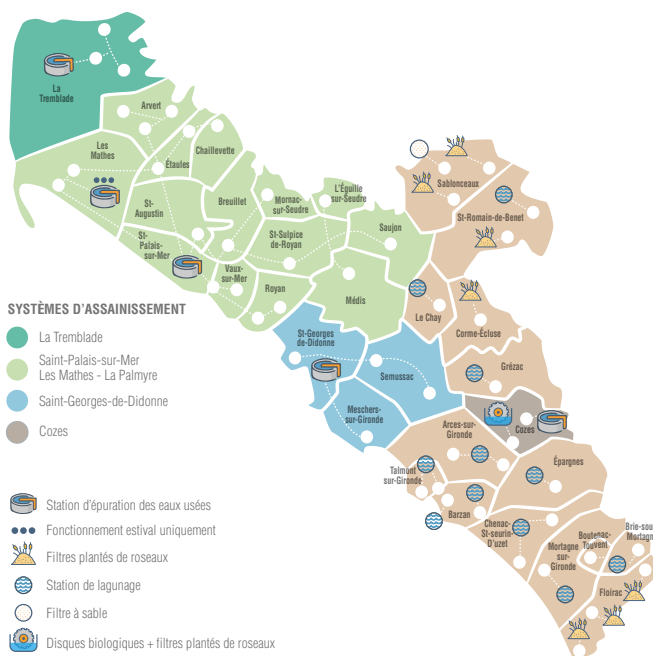 La
Tremblade
Arvert
Les
Mathes
Étaules
Chaillevette
St-
Augustin
Breuillet
Mornac-
sur-Seudre
L'Éguille
sur-Seudre
St-
Palais-
sur-Mer
Vaux-
sur-Mer
St-Sulpice
de-Royan
Saujon
Royan
Médis
Sablonceaux
St-Romain-de-Benet
Le Chay
Corme-Écluse
Grézac
St-Georges
de-Didonne
Semussac
Meschers-
sur-Gironde
Cozes
Arces-sur-
Gironde
Talmont
sur-Gironde
Barzan
Épargnes
Chenac-
St-seurin-
D'uzet
Mortagne
sur-
Gironde
Boutenac-
Touvent
Brie-sou
Mortagn
Floirac
SYSTÈMES D'ASSAINISSEMENT
La Tremblade
Saint-Palais-sur-Mer
Les Mathes - La Palmyre
Saint-Georges-de-Didonne
Cozes
Station d'épuration des eaux usées
Fonctionnement estival uniquement
Filtres plantés de roseaux
Station de lagunage
Filtre à sable
Disques biologiques + filtres plantés de roseaux